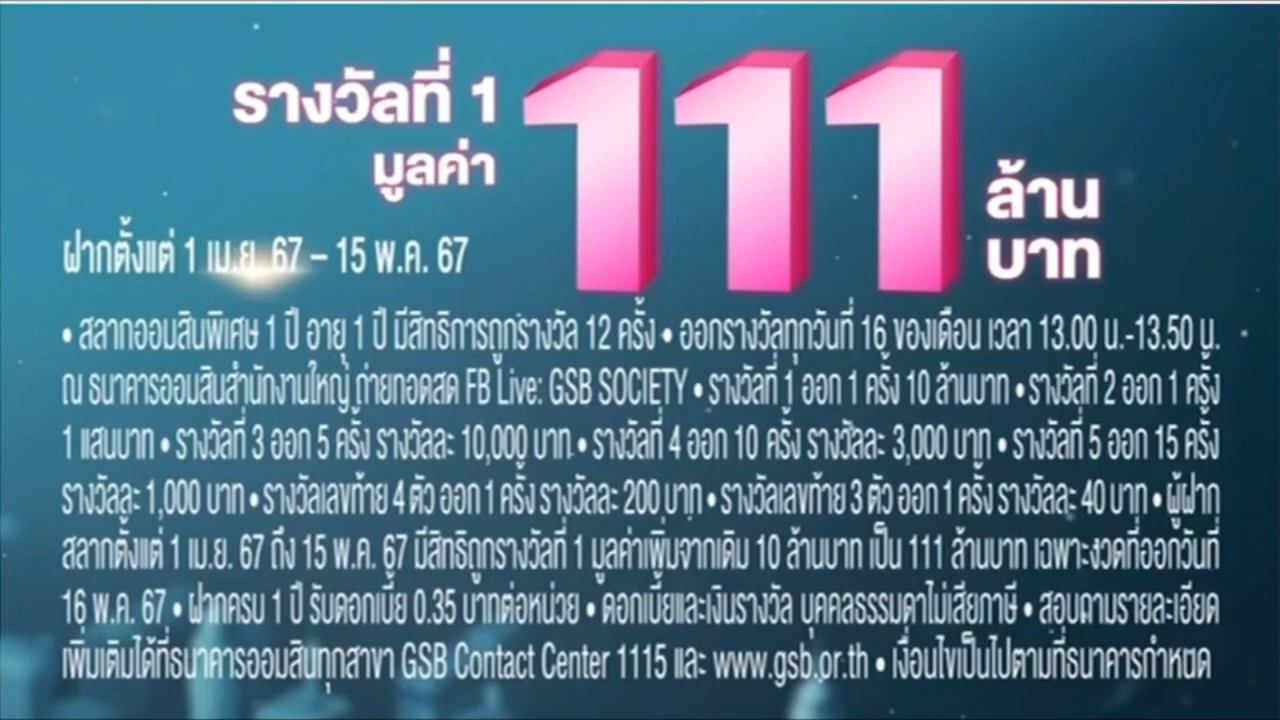 รางวัลที่ 1
มูลค่า
111
ล้าน
บาท
ฝากตั้งแต่ 1 เม.ย. 67 – 15 พ.ค. 67
• สลากออมสินพิเศษ 1 ปี อายุ 1 ปี มีสิทธิการถูกรางวัล 12 ครั้ง • ออกรางวัลทุกวันที่ 16 ของเดือน เวลา 13.00 น.-13.50 น.
ณ ธนาคารออมสินสำนักงานใหญ่ ถ่ายทอดสด FB Live: GSB SOCIETY • รางวัลที่ 1 ออก 1 ครั้ง 10 ล้านบาท • รางวัลที่ 2 ออก 1 ครั้ง
1 แสนบาท • รางวัลที่ 3 ออก 5 ครั้ง รางวัลละ 10,000 บาท • รางวัลที่ 4 ออก 10 ครั้ง รางวัลละ 3,000 บาท • รางวัลที่ 5 ออก 15 ครั้ง
รางวัลละ 1,000 บาท • รางวัลเลขท้าย 4 ตัว ออก 1 ครั้ง รางวัลละ 200 บาท • รางวัลเลขท้าย 3 ตัว ออก 1 ครั้ง รางวัลละ 40 บาท • ผู้ฝาก
สลากตั้งแต่ 1 เม.ย. 67 ถึง 15 พ.ค. 67 มีสิทธิถูกรางวัลที่ 1 มูลค่าเพิ่มจากเดิม 10 ล้านบาท เป็น 111 ล้านบาท เฉพาะงวดที่ออกวันที่
16 พ.ค. 67 • ฝากครบ 1 ปี รับดอกเบี้ย 0.35 บาทต่อหน่วย • ดอกเบี้ยและเงินรางวัล บุคคลธรรมดาไม่เสียภาษี • สอบถามรายละเอียด
เพิ่มเติมได้ที่ธนาคารออมสินทุกสาขา GSB Contact Center 1115 และ www.gsb.or.th • เงื่อนไขเป็นไปตามที่ธนาคารกำหนด